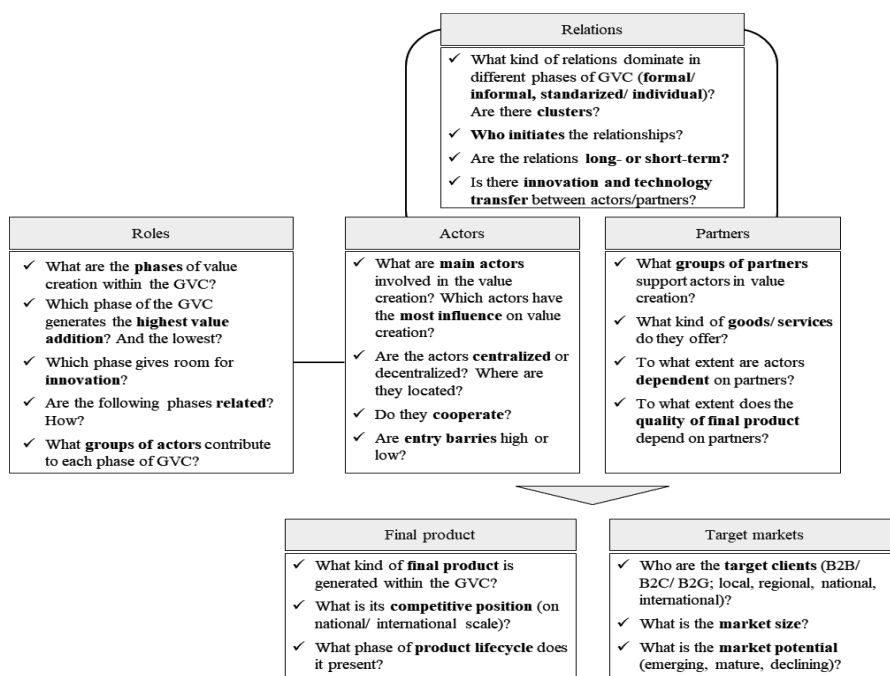 Relations
✓ What kind of relations dominate in
different phases of GVC (formal/
informal, standarized/ individual)?
Are there clusters?
✓ Who initiates the relationships?
✓ Are the relations long- or short-term?
✓ Is there innovation and technology
transfer between actors/partners?
Roles
✓ What are the phases of value
creation within the GVC?
✓ Which phase of the GVC
generates the highest value
addition? And the lowest?
✓ Which phase gives room for
innovation?
✓ Are the following phases related?
How?
✓ What groups of actors contribute
to each phase of GVC?
Actors
✓ What are main actors
involved in the value
creation? Which actors have
the most influence on value
creation?
✓ Are the actors centralized or
decentralized? Where are
they located?
✓ Do they cooperate?
✓ Are entry barries high or
low?
Partners
✓ What groups of partners
support actors in value
creation?
✓ What kind of goods/ services
do they offer?
✓ To what extent are actors
dependent on partners?
✓ To what extent does the
quality of final product
depend on partners?
Final product
✓ What kind of final product is
generated within the GVC?
✓ What is its competitive position (on
national/ international scale)?
✓ What phase of product lifecycle does
it present?
Target markets
✓ Who are the target clients (B2B/
B2C/ B2G; local, regional, national,
international)?
✓ What is the market size?
✓ What is the market potential
(emerging, mature, declining)?